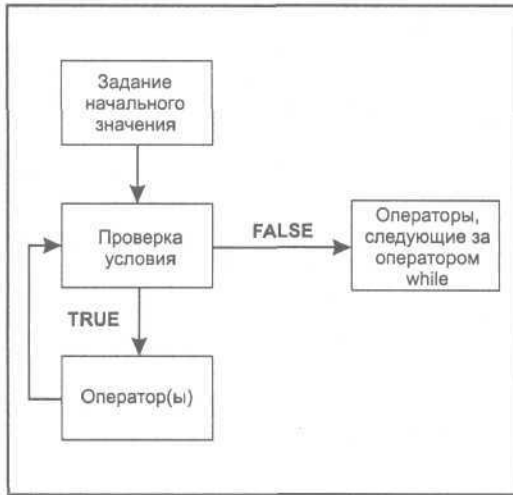 Задание
начального
значения
Проверка
условия
FALSE
Операторы,
следующие за
оператором
while
TRUE
Оператор(ы)